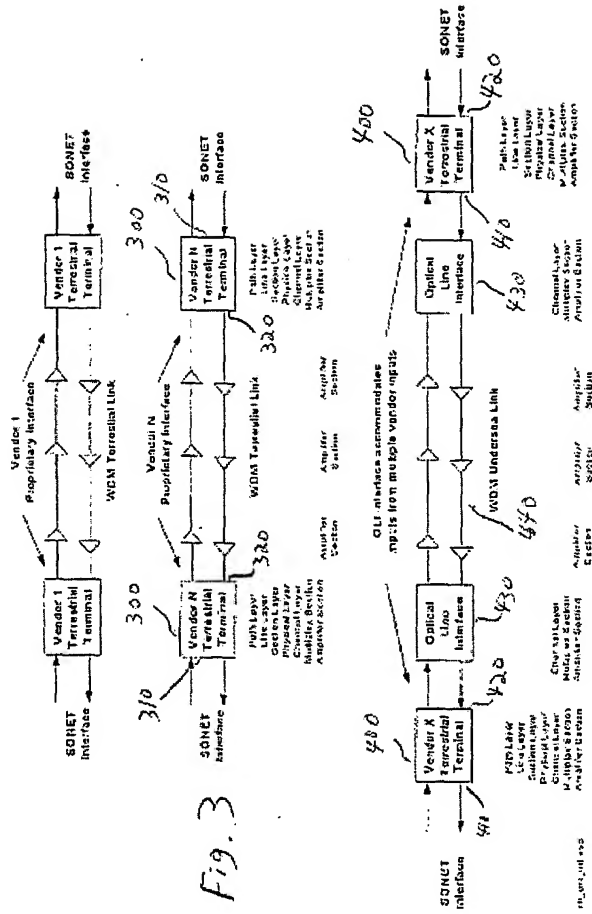 Vendor 1
Proprietary Interface
SONET
Interface
Vendor 1
Terrestrial
Terminal
WDM Terrestrial Link
Vendor 1
Terrestrial
Terminal
SONET
Interface
Vendor N
Proprietary Interface
300
310
SONET
Interface
Vendor N
Terrestrial
Terminal
320
WDM Terrestrial Link
300
310
Vendor N
Terrestrial
Terminal
320
SONET
Interface
Path Layer
Line Layer
Section Layer
Physical Layer
Channel Layer
Multiplex Section
Amplifier Section
Amplifier
Section
Amplifier
Section
Amplifier
Section
Path Layer
Line Layer
Section Layer
Physical Layer
Channel Layer
Multiplex Section
Amplifier Section
Fig. 3
OLI interface accommodates
inputs from multiple vendor inputs
400
SONET
Interface
Vendor X
Terrestrial
Terminal
420
Optical
Line
Interface
430
WDM Undersea Link
440
Optical
Line
Interface
430
400
Vendor X
Terrestrial
Terminal
410
420
SONET
Interface
Path Layer
Line Layer
Section Layer
Physical Layer
Channel Layer
Multiplex Section
Amplifier Section
Channel Layer
Multiplex Section
Amplifier Section
Amplifier
Section
Amplifier
Section
Amplifier
Section
Channel Layer
Multiplex Section
Amplifier Section
Path Layer
Line Layer
Section Layer
Physical Layer
Channel Layer
Multiplex Section
Amplifier Section